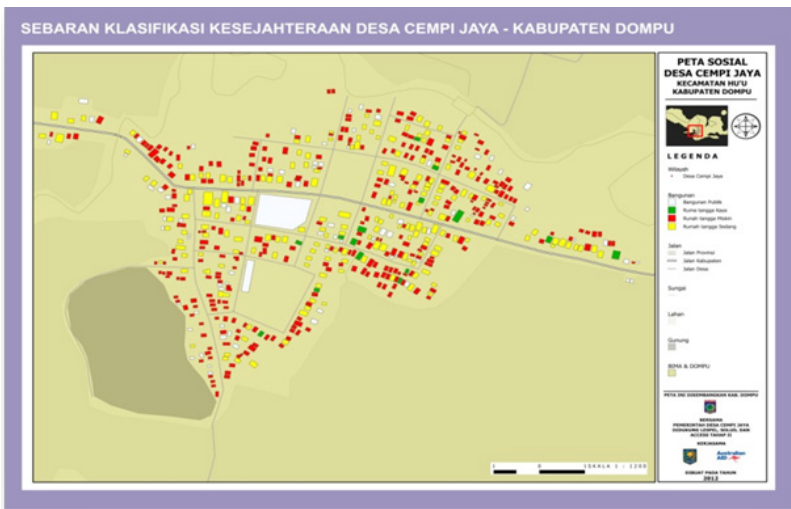 SEBARAN KLASIFIKASI KESEJAHTERAAN DESA CEMPI JAYA - KABUPATEN DOMPU
PETA SOSIAL
DESA CEMPI JAYA
KECAMATAN HU'U
KABUPATEN DOMPU
LEGENDA
Wilayah
Desa Cempi Jaya
Bangunan
Bangunan Publik
Rumah tangga Miskin
Rumah tangga Sedang
Jalan
Jalan Provinsi
Jalan Kabupaten
Jalan Desa
Sungai
Lahan
Gunung
BIMA & DOMPU
PETA INI DIKEMBANGKAN KAB. DOMPU
BERSAMA
PEMERINTAH DESA CEMPI JAYA
ACCESS TAHAP II
KERJASAMA
Australian
AID
DIBUAT PADA TAHUN
2012
SKALA 1 : 1200